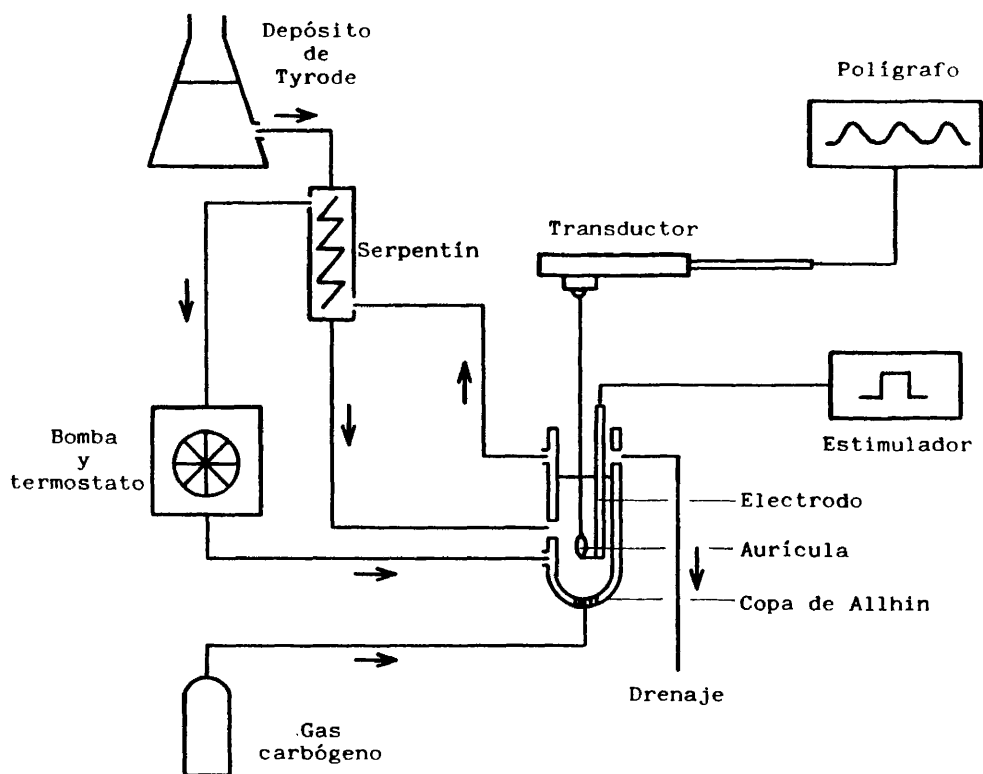 Depósito
de
Tyrode
Polígrafo
Transductor
Serpentín
Bomba
y
termostato
Estimulador
Electrodo
Aurícula
Copa de Allhin
Drenaje
Gas
carbógeno